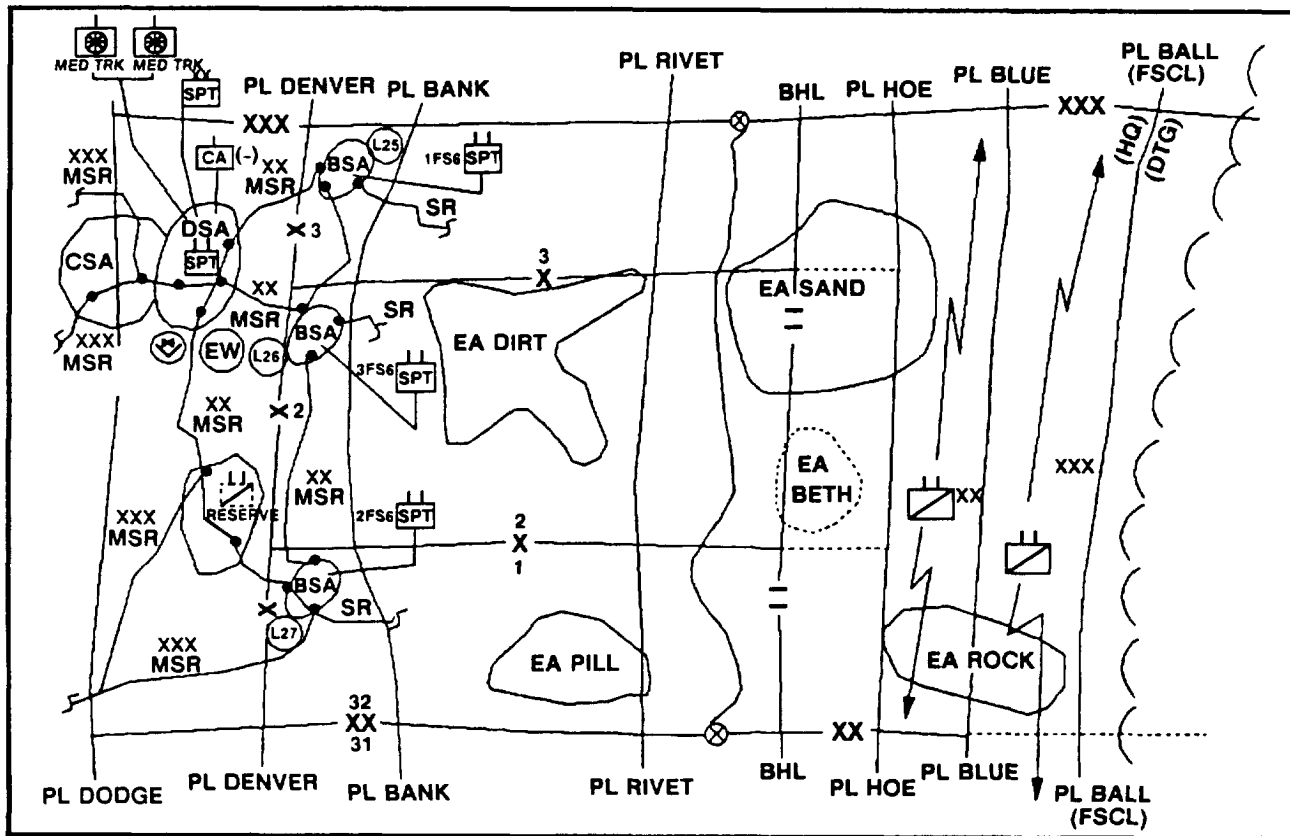 MED TRK MED TRK
XX
SPT
PL DENVER
PL BANK
PL RIVET
BHL
PL HOE
PL BLUE
PL BALL
(FSCL)
XXX
XXX
(HQ)
(DTG)
XXX
MSR
CA (-)
XX
MSR
BSA
L25
1FS6
SPT
SR
DSA
SPT
CSA
X 3
3
X
XX
MSR
BSA
SR
EA DIRT
EA SAND
XXX
MSR
EW
L26
3FS6
SPT
X 2
XX
MSR
XX
MSR
EA
BETH
XX
XXX
RESERVE
XXX
MSR
2FS6
SPT
2
X
1
BSA
X
SR
L27
XXX
MSR
EA PILL
EA ROCK
32
XX
31
XX
PL DODGE
PL DENVER
PL BANK
PL RIVET
BHL
PL HOE
PL BLUE
PL BALL
(FSCL)